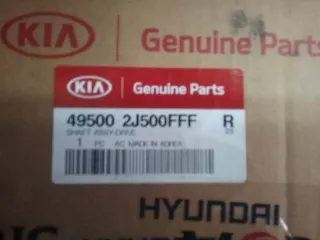 KIA Genuine Parts
KIA Genuine Parts
49500 2J500FFF R
SHAFT ASSY-DRIVE
1 PC AC MADE IN KOREA
HYUNDAI